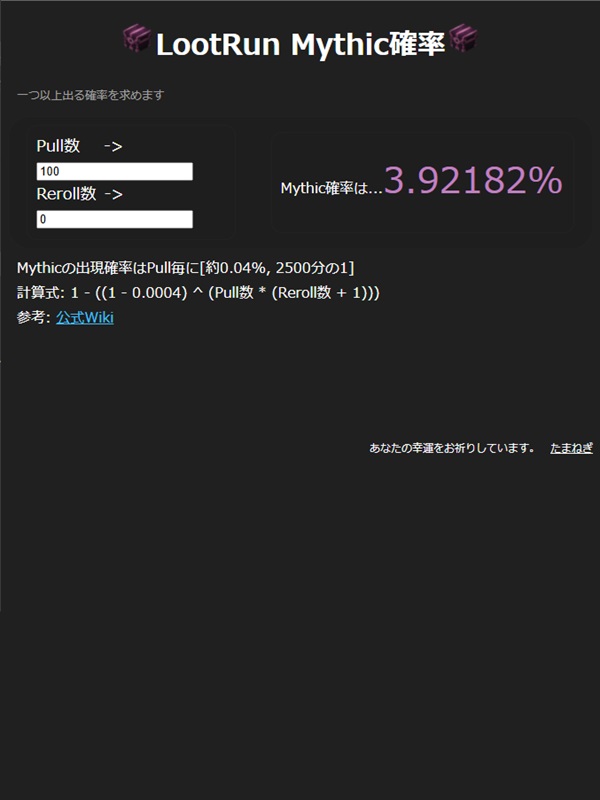 LootRun Mythic確率
一つ以上出る確率を求めます
Pull数 ->
100
Reroll数 ->
0
Mythic確率は...3.92182%
Mythicの出現確率はPull毎に[約0.04%, 2500分の1]
計算式: 1 - ((1 - 0.0004) ^ (Pull数 * (Reroll数 + 1)))
参考: 公式Wiki
あなたの幸運をお祈りしています。 たまねぎ